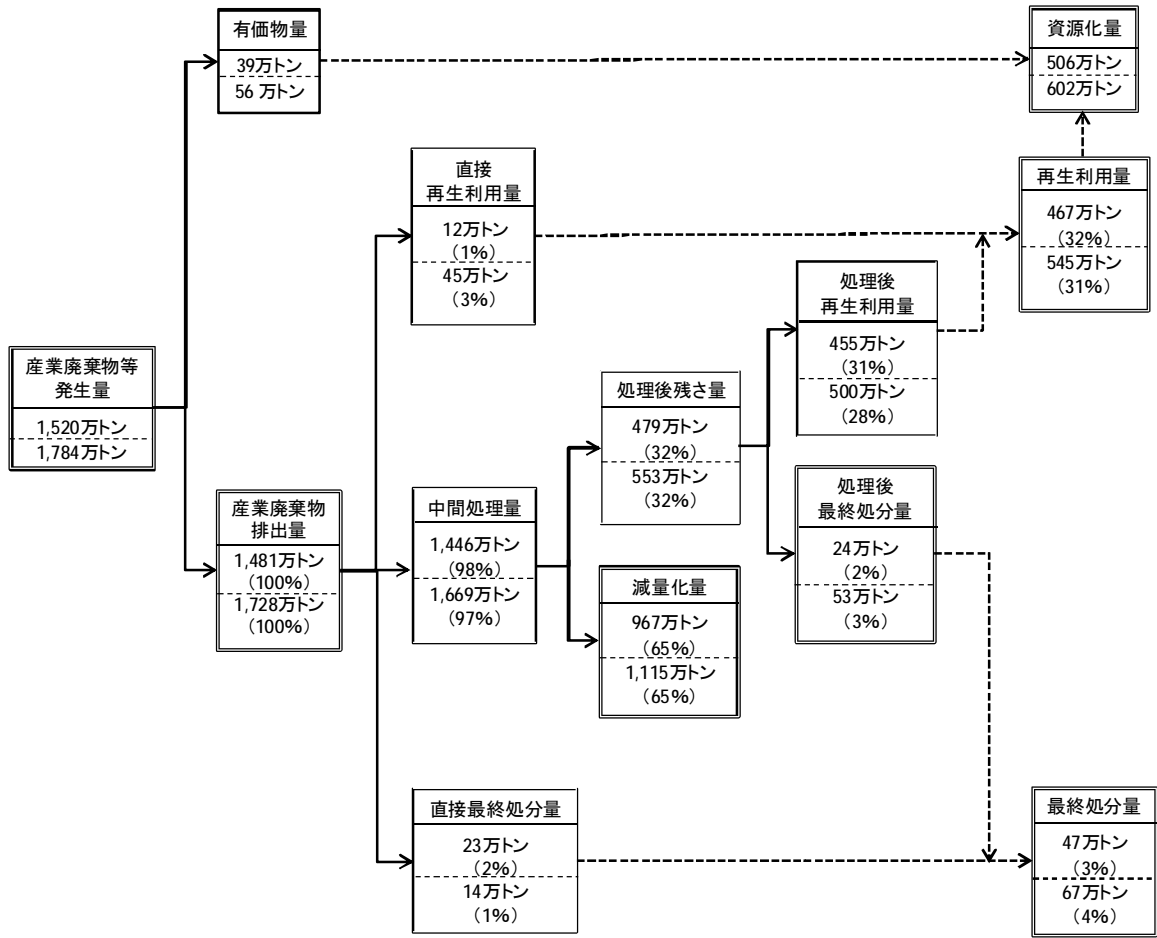 有価物量
39万トン
56 万トン
資源化量
506万トン
602万トン
直接
再生利用量
12万トン
（1%）
45万トン
（3%）
再生利用量
467万トン
（32%）
545万トン
（31%）
処理後
再生利用量
455万トン
（31%）
500万トン
（28%）
産業廃棄物等
発生量
1,520万トン
1,784万トン
処理後残さ量
479万トン
（32%）
553万トン
（32%）
産業廃棄物
排出量
1,481万トン
（100%）
1,728万トン
（100%）
中間処理量
1,446万トン
（98%）
1,669万トン
（97%）
処理後
最終処分量
24万トン
（2%）
53万トン
（3%）
減量化量
967万トン
（65%）
1,115万トン
（65%）
直接最終処分量
23万トン
（2%）
14万トン
（1%）
最終処分量
47万トン
（3%）
67万トン
（4%）